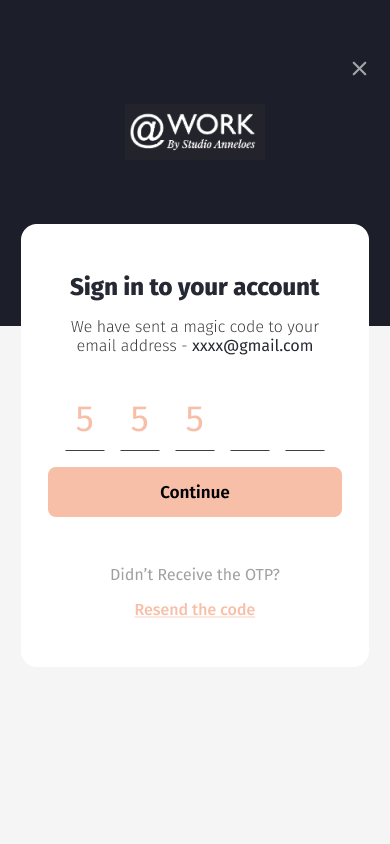 @WORK
By Studio Anneloes
Sign in to your account
We have sent a magic code to your
email address - xxxx@gmail.com
5 5 5
Continue
Didn’t Receive the OTP?
Resend the code